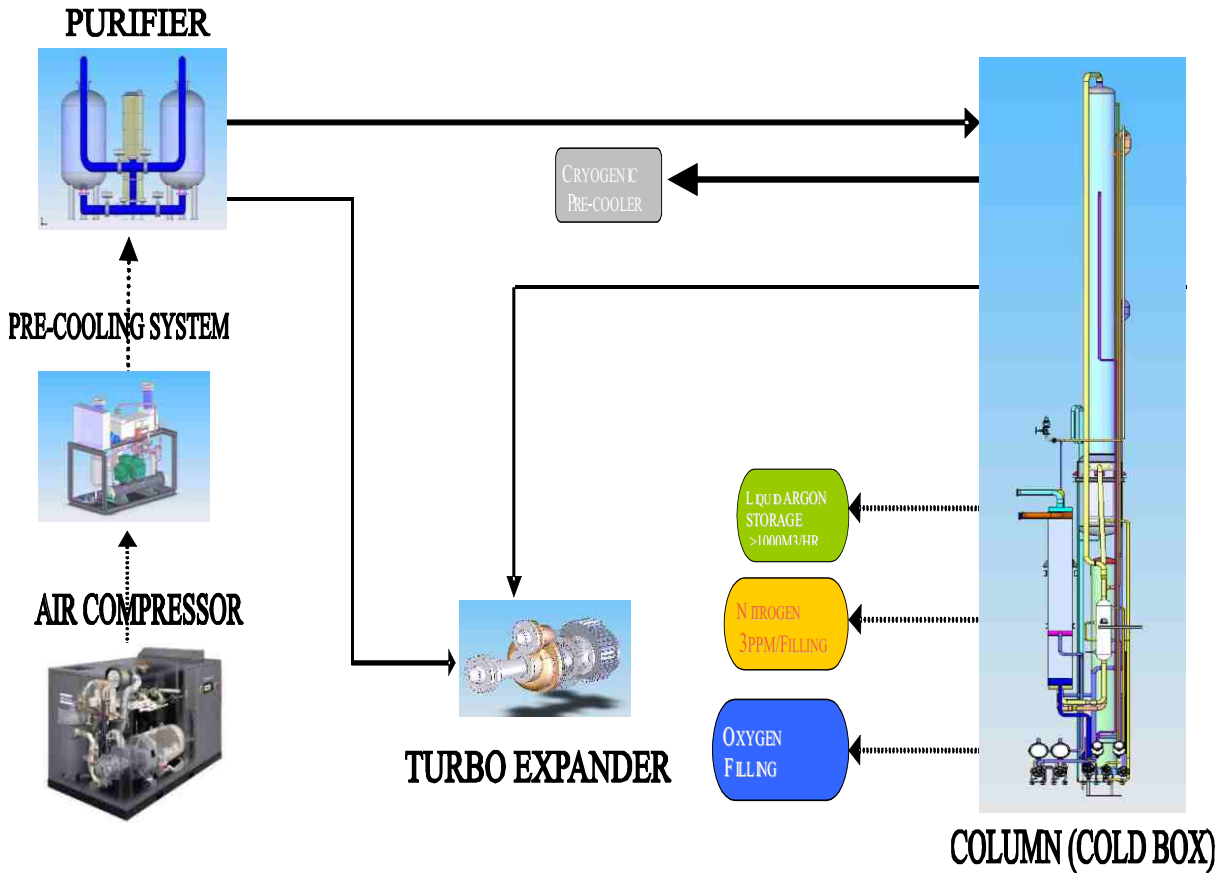 PURIFIER
CRYOGENIC
PRE-COOLER
PRE-COOLING SYSTEM
LIQUID ARGON
STORAGE
>1000M3/HR
AIR COMPRESSOR
NITROGEN
3PPM/FILLING
OXYGEN
FILLING
TURBO EXPANDER
COLUMN (COLD BOX)